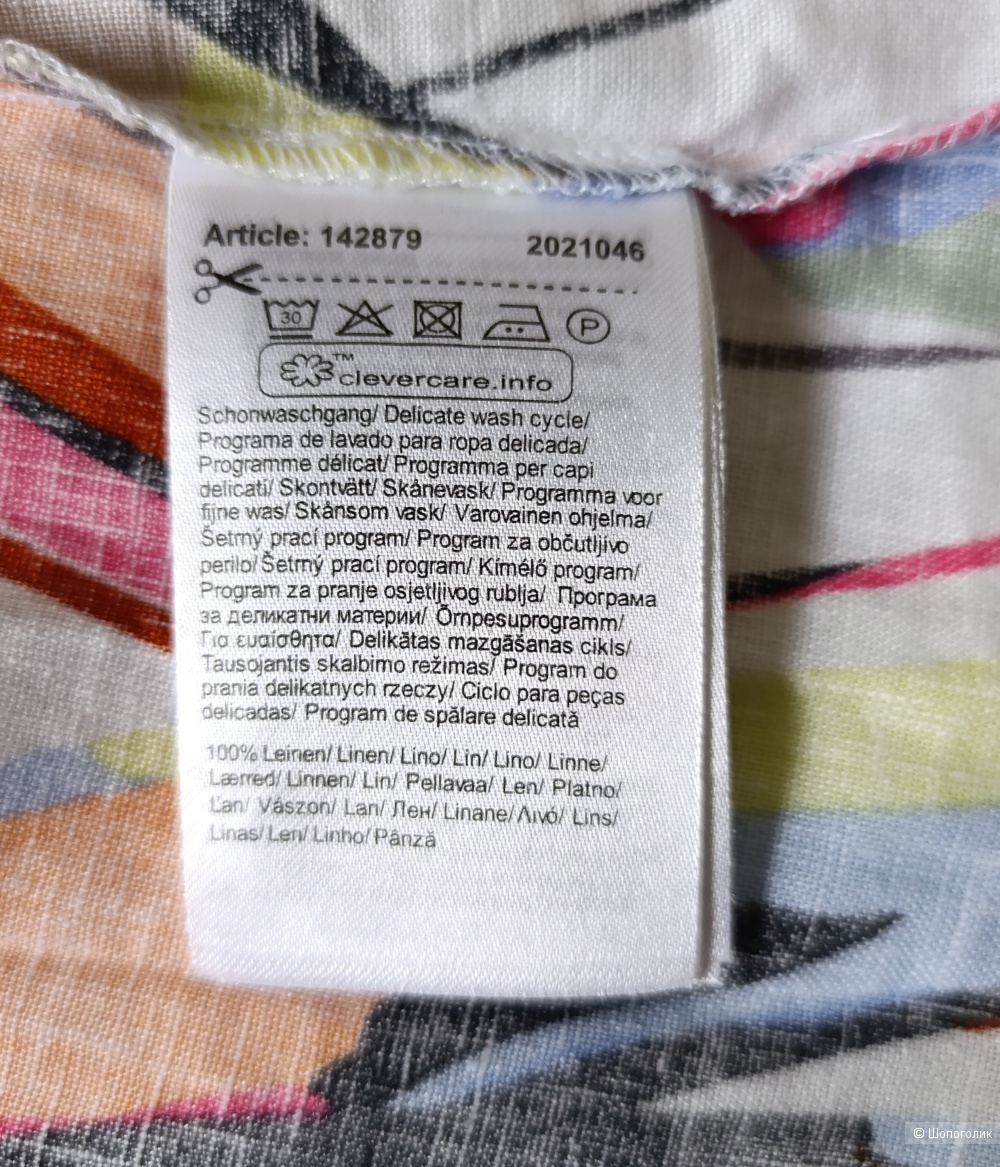 Article: 142879 2021046
30 P
™ clevercare.info
Schonwaschgang/ Delicate wash cycle/
Programa de lavado para ropa delicada/
Programme délicat/ Programma per capi
delicati/ Skontvätt/ Skånevask/ Programma voor
fijne was/ Skånsom vask/ Varovainen ohjelma/
Šetrný prací program/ Program za občutljivo
perilo/ Šetrný prací program/ Kímélő program/
Program za pranje osjetljivog rublja/ Програма
за деликатни материи/ Õrnpesuprogramm/
Για ευαίσθητα/ Delikātas mazgāšanas cikls/
Tausojantis skalbimo režimas/ Program do
prania delikatnych rzeczy/ Ciclo para peças
delicadas/ Program de spălare delicată
100% Leinen/ Linen/ Lino/ Lin/ Lino/ Linne/
Lærred/ Linnen/ Lin/ Pellavaa/ Len/ Platno/
Ľan/ Vászon/ Lan/ Лен/ Linane/ Λινό/ Lins/
Linas/ Len/ Linho/ Pânză
© Шопоголик